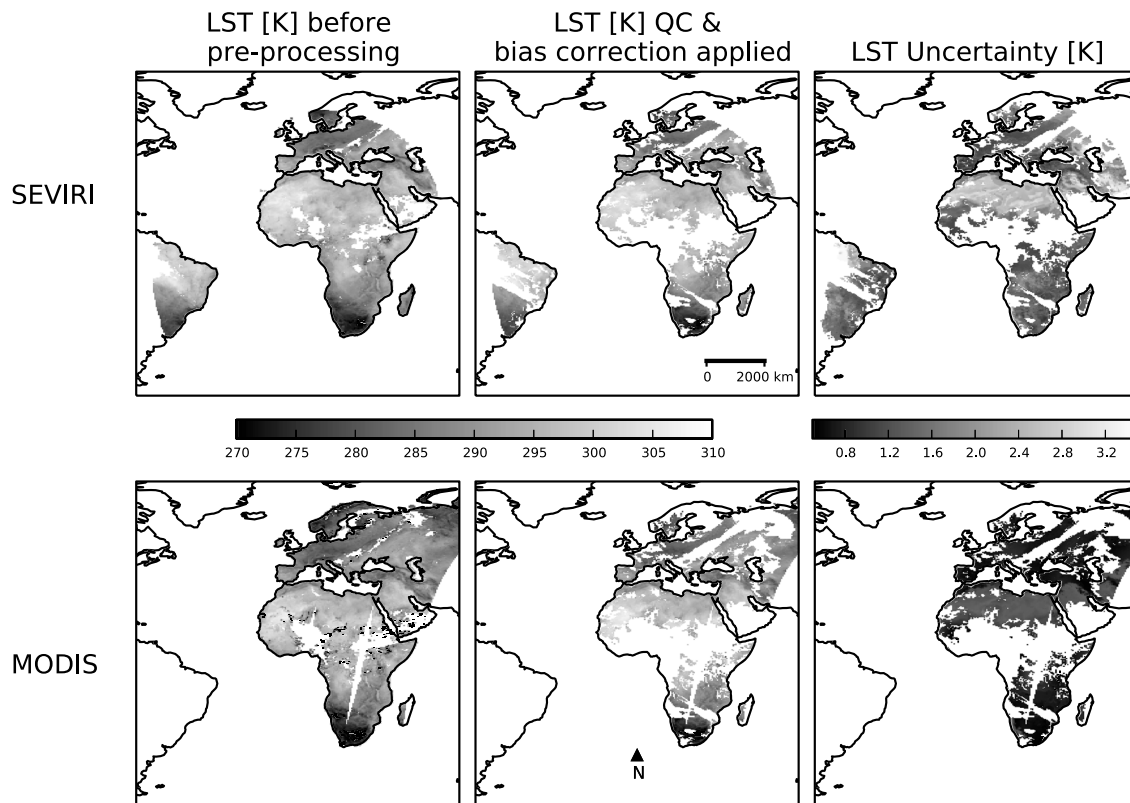 LST [K] before
pre-processing
LST [K] QC &
bias correction applied
LST Uncertainty [K]
SEVIRI
0 2000 km
270 275 280 285 290 295 300 305 310
0.8 1.2 1.6 2.0 2.4 2.8 3.2
MODIS
N